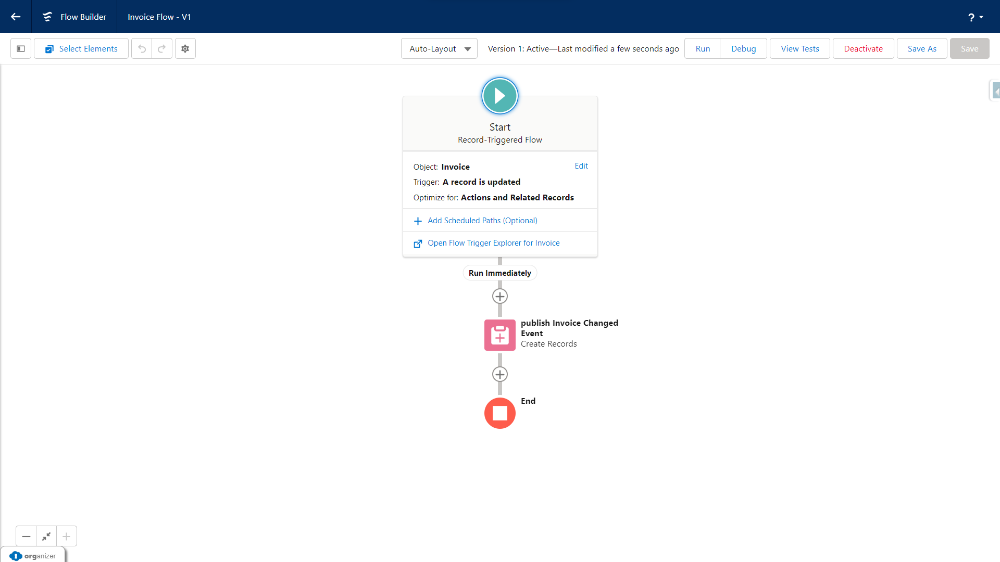 Flow Builder
Invoice Flow - V1
?
Select Elements
Auto-Layout
Version 1: Active—Last modified a few seconds ago
Run
Debug
View Tests
Deactivate
Save As
Save
Start
Record-Triggered Flow
Object: Invoice
Edit
Trigger: A record is updated
Optimize for: Actions and Related Records
Add Scheduled Paths (Optional)
Open Flow Trigger Explorer for Invoice
Run Immediately
publish Invoice Changed
Event
Create Records
End
organizer